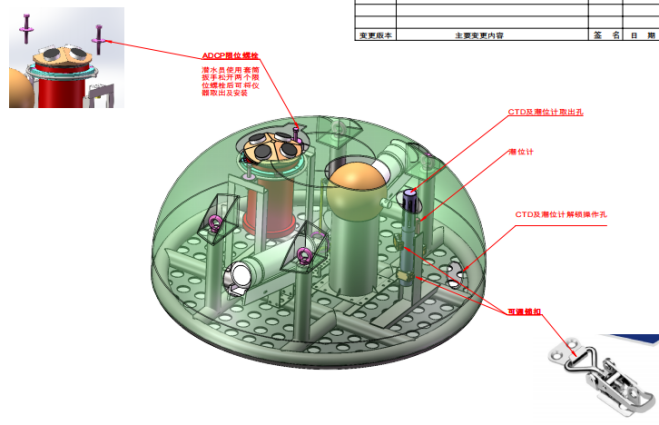 变更版本 主要变更内容 签 名 日 期
ADCP限位螺栓
潜水员使用套筒
扳手松开两个限
位螺栓后可将仪
器取出及安装
CTD及潮位计取出孔
潮位计
CTD及潮位计解锁操作孔
可调锁扣